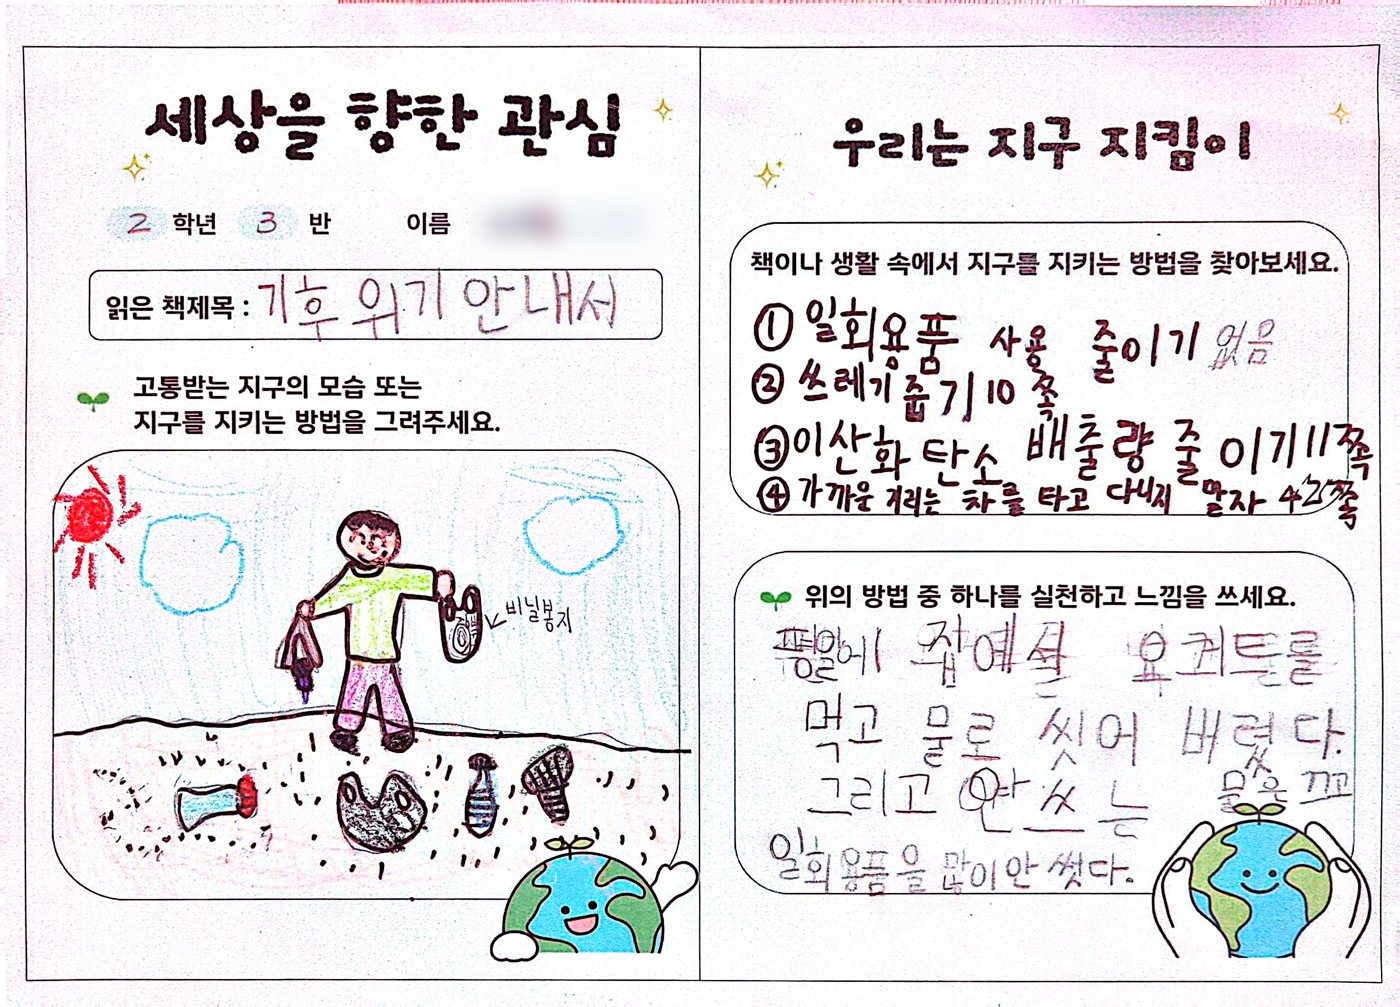 세상을 향한 관심
2 학년 3 반 이름
읽은 책제목 : 기후 위기 안내서
고통받는 지구의 모습 또는
지구를 지키는 방법을 그려주세요.
비닐봉지
우리는 지구 지킴이
책이나 생활 속에서 지구를 지키는 방법을 찾아보세요.
① 일회용품 사용 줄이기 없음
② 쓰레기 줍기 10 쪽
③ 이산화탄소 배출량 줄이기 11쪽
④ 가까운 거리는 차를 타고 다니지 말자 42쪽
위의 방법 중 하나를 실천하고 느낌을 쓰세요.
평일에 요거트를
먹고 물로 씻어 버렸다.
그리고 안 쓰는 물은 끄고
일회용품을 많이 안 썼다.